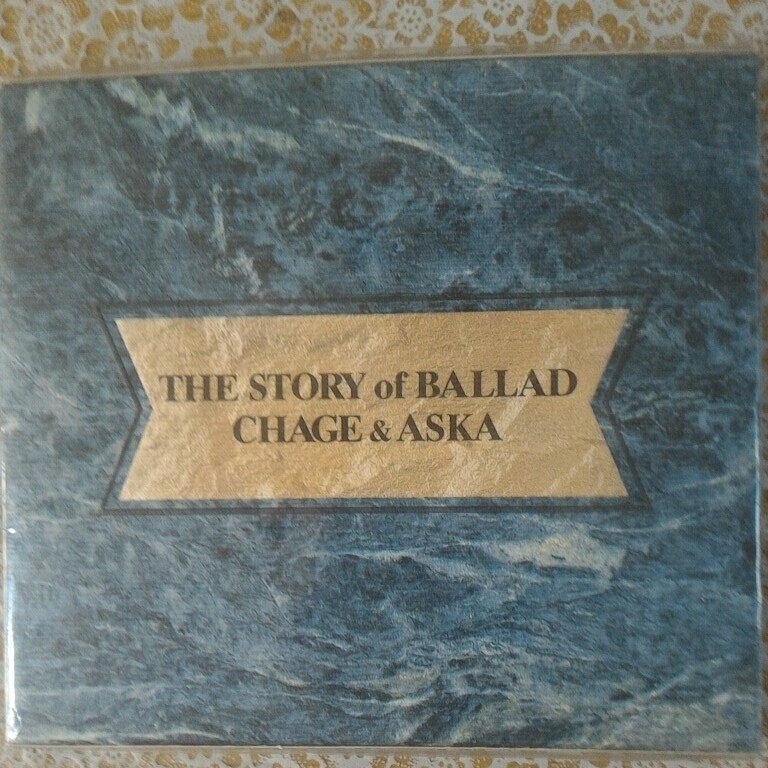 THE STORY of BALLAD
CHAGE & ASKA